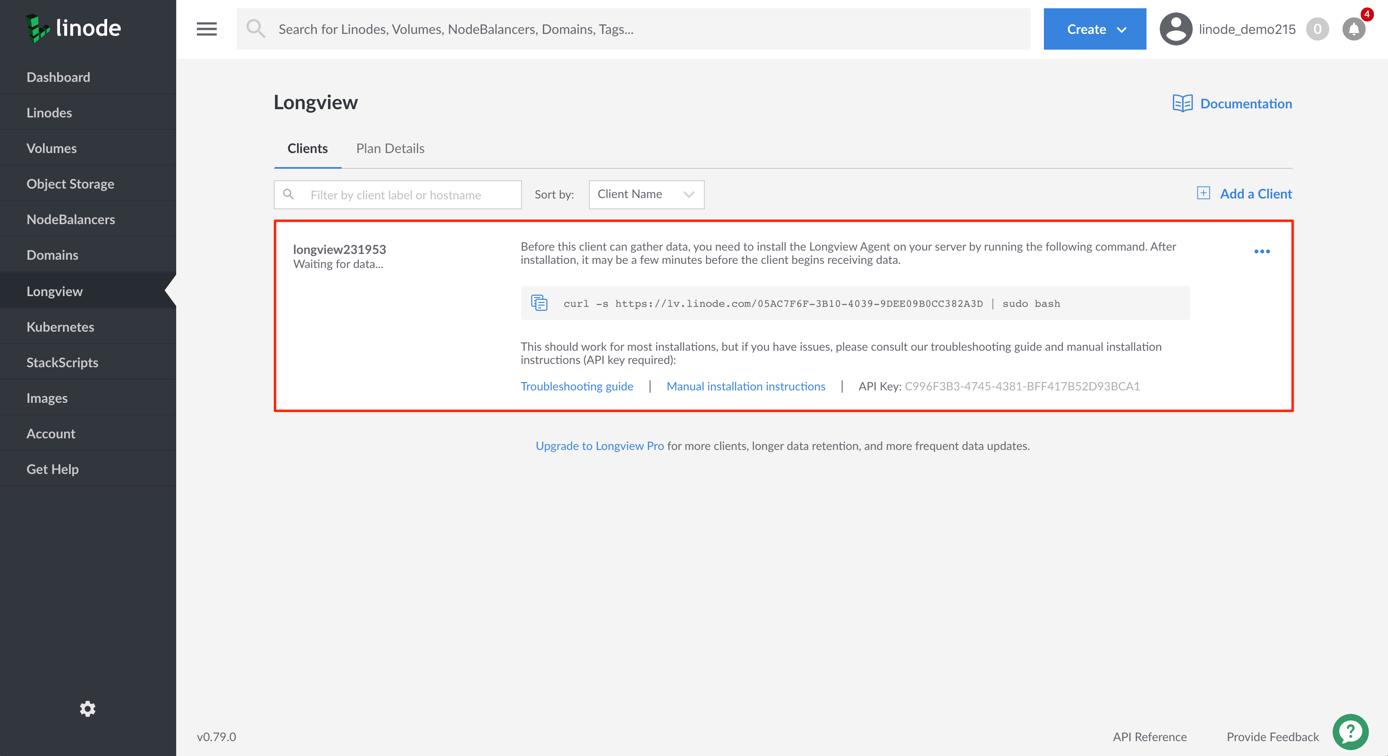 linode
Search for Linodes, Volumes, NodeBalancers, Domains, Tags...
Create
linode_demo215
0
4
Dashboard
Linodes
Volumes
Object Storage
NodeBalancers
Domains
Longview
Kubernetes
StackScripts
Images
Account
Get Help
Longview
Documentation
Clients
Plan Details
Filter by client label or hostname
Sort by:
Client Name
Add a Client
longview231953
Waiting for data...
Before this client can gather data, you need to install the Longview Agent on your server by running the following command. After
installation, it may be a few minutes before the client begins receiving data.
curl -s https://lv.linode.com/05AC7F6F-3B10-4039-9DEE09B0CC382A3D | sudo bash
This should work for most installations, but if you have issues, please consult our troubleshooting guide and manual installation
instructions (API key required):
Troubleshooting guide | Manual installation instructions | API Key: C996F3B3-4745-4381-BFF417B52D93BCA1
Upgrade to Longview Pro for more clients, longer data retention, and more frequent data updates.
v0.79.0
API Reference
Provide Feedback